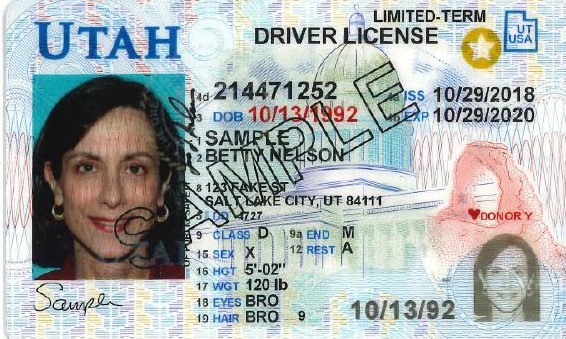 UTAH
LIMITED-TERM
DRIVER LICENSE
UT
USA
4d 214471252
4a ISS 10/29/2018
3 DOB 10/13/1992
4b EXP 10/29/2020
1 SAMPLE
2 BETTY NELSON
SAMPLE
8 123 FAKE ST
SALT LAKE CITY, UT 84111
5 DD 4727
DONOR Y
9 CLASS D 9a END M
15 SEX X 12 REST A
16 HGT 5'-02"
17 WGT 120 lb
18 EYES BRO
19 HAIR BRO 9
10/13/92
Sample